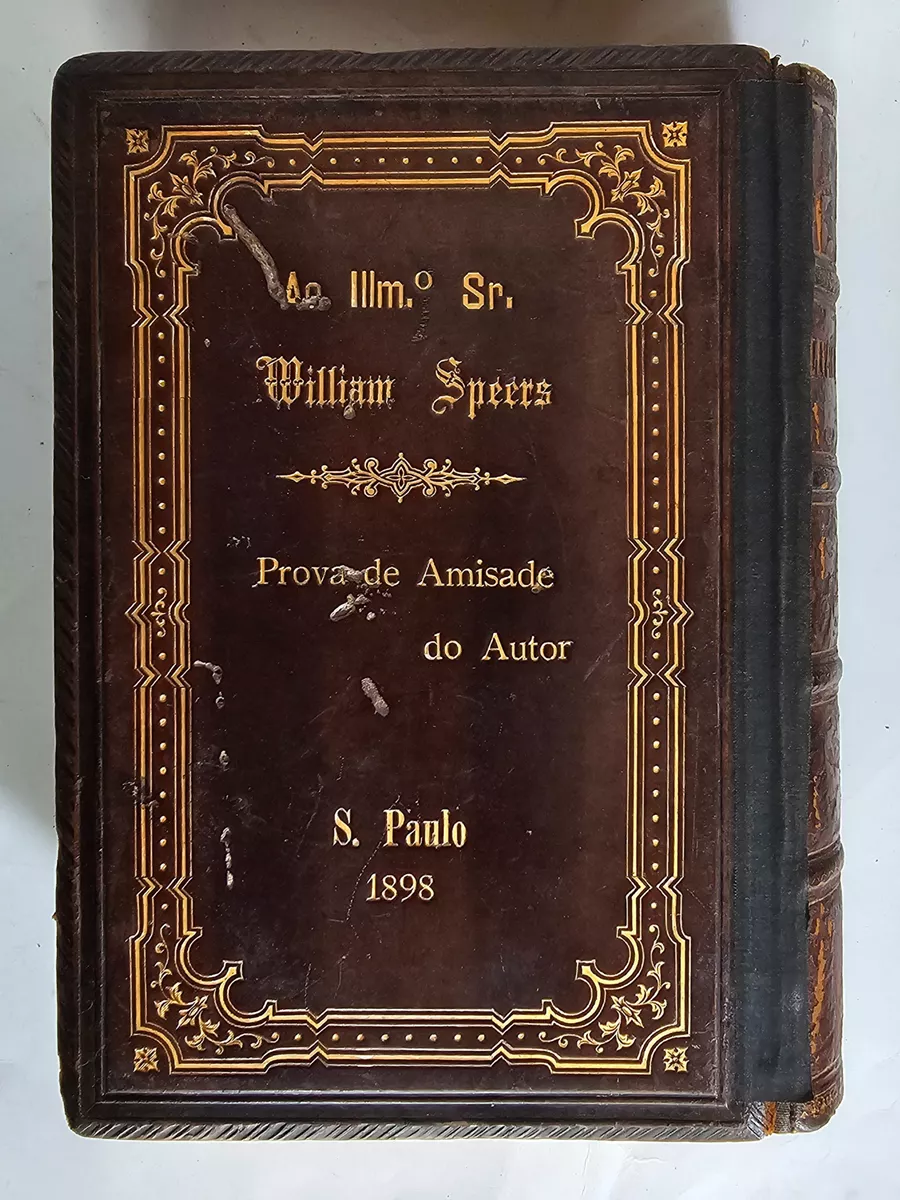 Ao Illm.º Sr.
William Speers
Prova de Amisade
do Autor
S. Paulo
1898